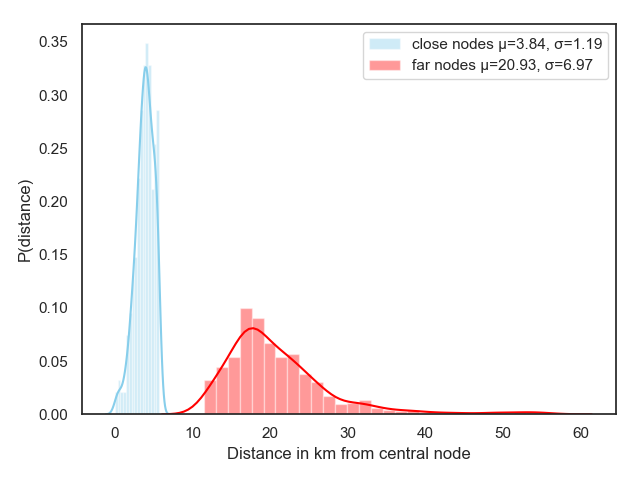 close nodes μ=3.84, σ=1.19
far nodes μ=20.93, σ=6.97
0.35
0.30
0.25
0.20
0.15
0.10
0.05
0.00
P(distance)
0 10 20 30 40 50 60
Distance in km from central node